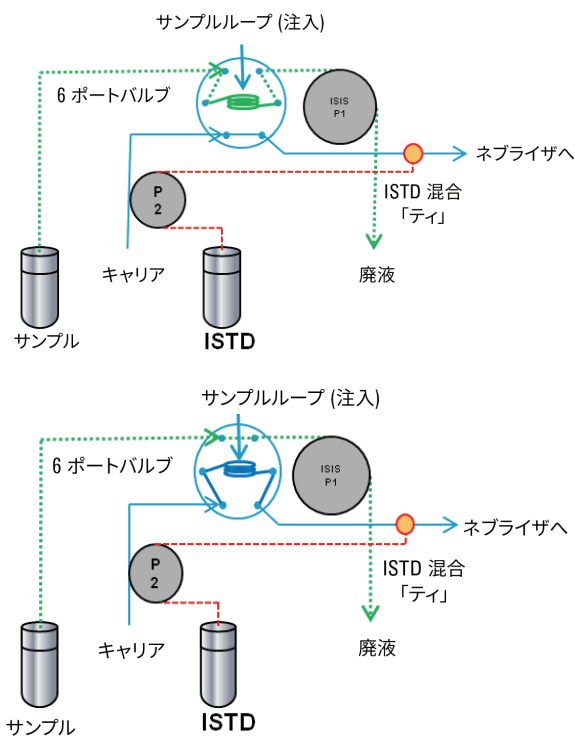 サンプルループ (注入)
6 ポートバルブ
ISIS
P1
ネブライザへ
P
2
ISTD 混合
「ティ」
キャリア
廃液
サンプル
ISTD
サンプルループ (注入)
6 ポートバルブ
ISIS
P1
ネブライザへ
P
2
ISTD 混合
「ティ」
キャリア
廃液
サンプル
ISTD